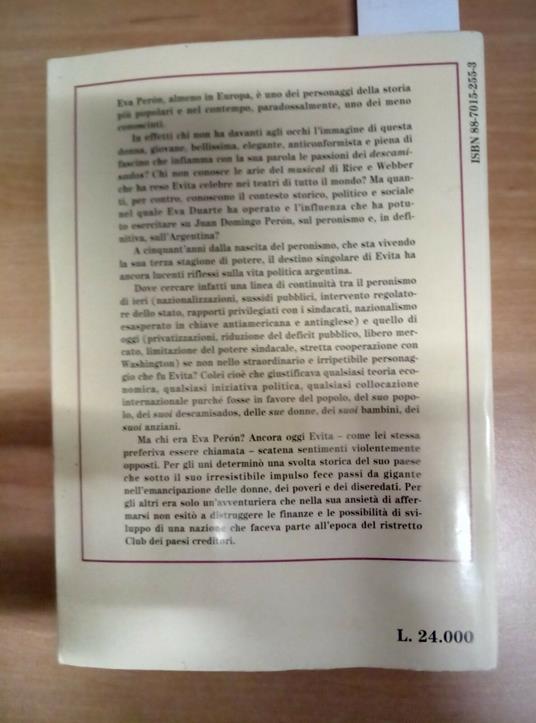 Eva Perón, almeno in Europa, è uno dei personaggi della storia
più popolari e nel contempo, paradossalmente, uno dei meno
conosciuti.
In effetti chi non ha davanti agli occhi l'immagine di questa
donna, giovane, bellissima, elegante, anticonformista e piena di
fascino che infiamma con la sua parola le passioni dei descami-
sados? Chi non conosce le arie del musical di Rice e Webber
che ha reso Evita celebre nei teatri di tutto il mondo? Ma quan-
ti, per contro, conoscono il contesto storico, politico e sociale
nel quale Eva Duarte ha operato e l'influenza che ha potu-
to esercitare su Juan Domingo Perón, sul peronismo e, in defi-
nitiva, sull'Argentina?
A cinquant'anni dalla nascita del peronismo, che sta vivendo
la sua terza stagione di potere, il destino singolare di Evita ha
ancora lucenti riflessi sulla vita politica argentina.
Dove cercare infatti una linea di continuità tra il peronismo
di ieri (nazionalizzazioni, sussidi pubblici, intervento regolato-
re dello stato, rapporti privilegiati con i sindacati, nazionalismo
esasperato in chiave antiamericana e antinglese) e quello di
oggi (privatizzazioni, riduzione del deficit pubblico, libero mer-
cato, limitazione del potere sindacale, stretta cooperazione con
Washington) se non nello straordinario e irripetibile personag-
gio che fu Evita? Colei cioè che giustificava qualsiasi teoria eco-
nomica, qualsiasi iniziativa politica, qualsiasi collocazione
internazionale purché fosse in favore del popolo, del suo popo-
lo, dei suoi descamisados, delle sue donne, dei suoi bambini, dei
suoi anziani.
Ma chi era Eva Perón? Ancora oggi Evita – come lei stessa
preferiva essere chiamata – scatena sentimenti violentemente
opposti. Per gli uni determinò una svolta storica del suo paese
che sotto il suo irresistibile impulso fece passi da gigante
nell'emancipazione delle donne, dei poveri e dei diseredati. Per
gli altri era solo un'avventuriera che nella sua ansietà di affer-
marsi non esitò a distruggere le finanze e le possibilità di svi-
luppo di una nazione che faceva parte all'epoca del ristretto
Club dei paesi creditori.
ISBN 88-7015-255-3
L. 24.000